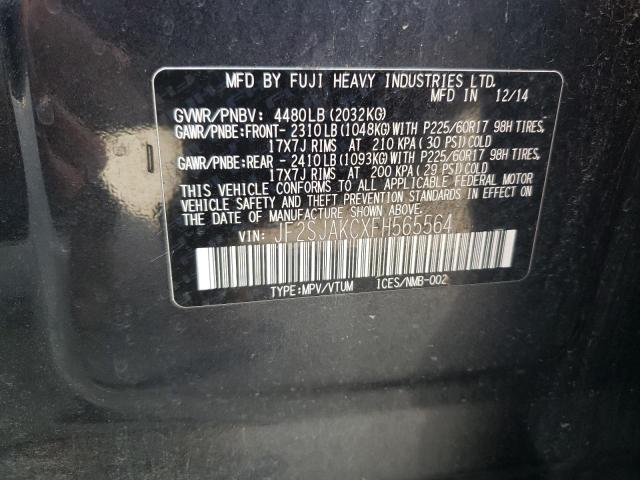 MFD BY FUJI HEAVY INDUSTRIES LTD.
MFD IN 12/14
GVWR/PNBV: 4480LB(2032KG)
GAWR/PNBE:FRONT- 2310LB(1048KG)WITH P225/60R17 98H TIRES,
17X7J RIMS AT 210 KPA(30 PSI)COLD
GAWR/PNBE:REAR - 2410LB(1093KG)WITH P225/60R17 98H TIRES,
17X7J RIMS AT 200 KPA(29 PSI)COLD
THIS VEHICLE CONFORMS TO ALL APPLICABLE FEDERAL MOTOR
VEHICLE SAFETY AND THEFT PREVENTION STANDARDS IN EFFECT
ON THE DATE OF MANUFACTURE SHOWN ABOVE.
VIN: JF2SJAKCXFH565564
TYPE:MPV/VTUM ICES/NMB-002